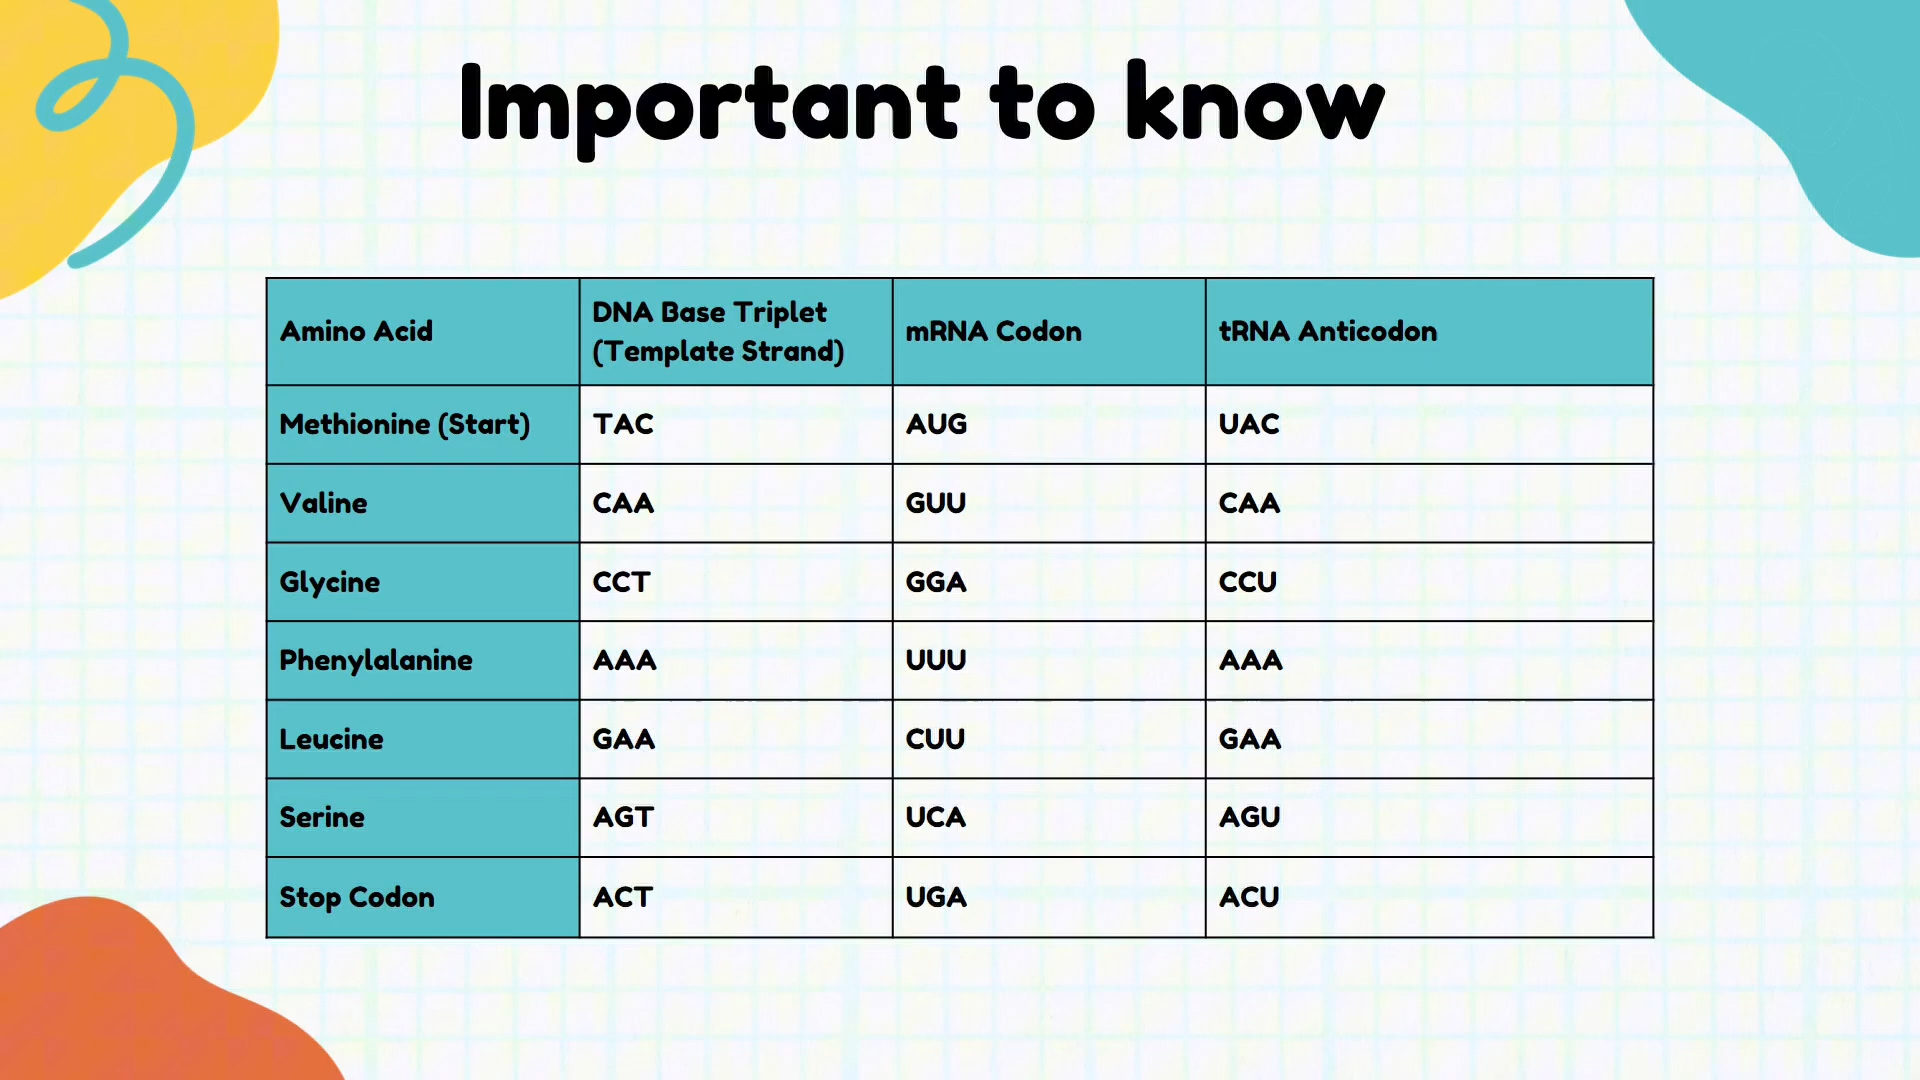 Important to know
Amino Acid
DNA Base Triplet
(Template Strand)
mRNA Codon
tRNA Anticodon
Methionine (Start)
TAC
AUG
UAC
Valine
CAA
GUU
CAA
Glycine
CCT
GGA
CCU
Phenylalanine
AAA
UUU
AAA
Leucine
GAA
CUU
GAA
Serine
AGT
UCA
AGU
Stop Codon
ACT
UGA
ACU